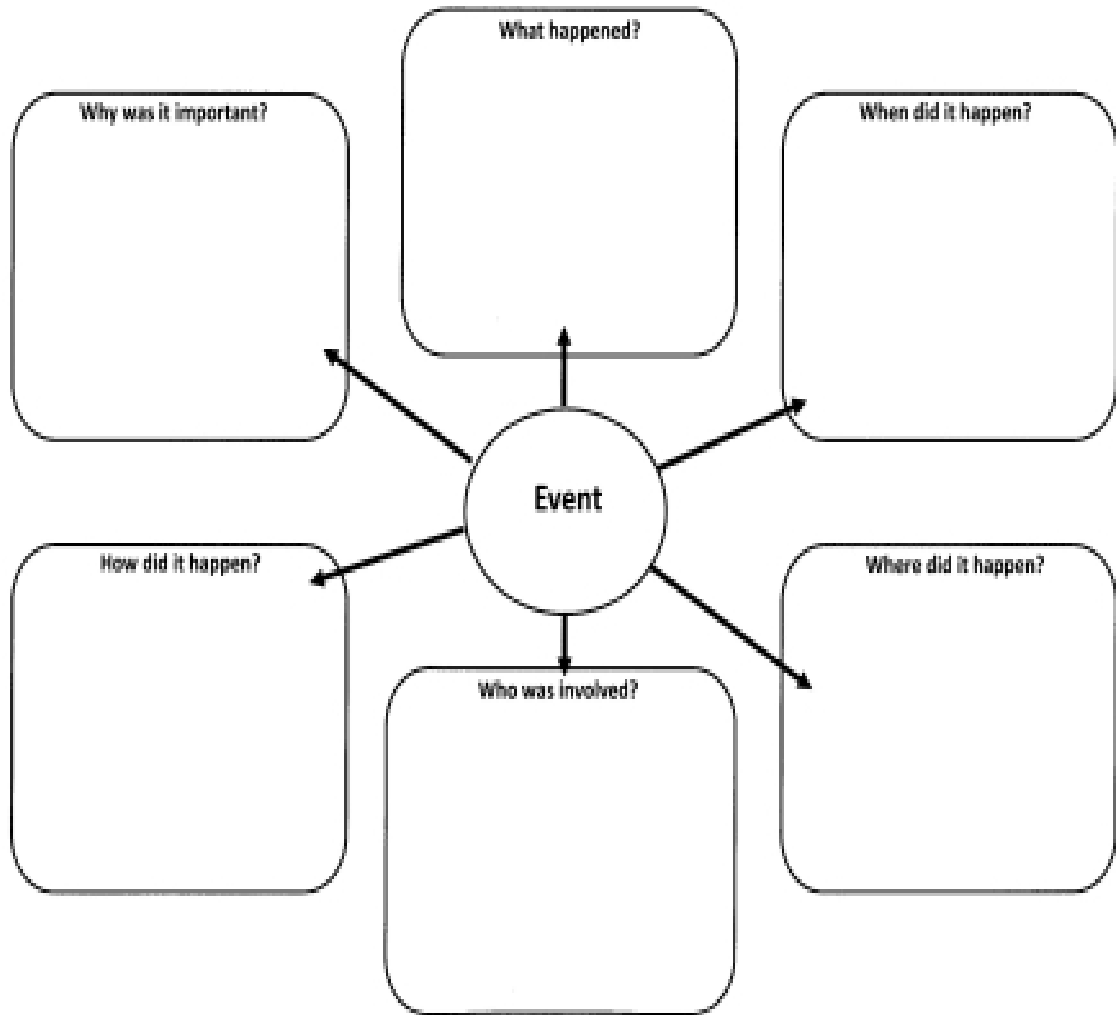 What happened?
Why was it important?
When did it happen?
Event
How did it happen?
Where did it happen?
Who was involved?